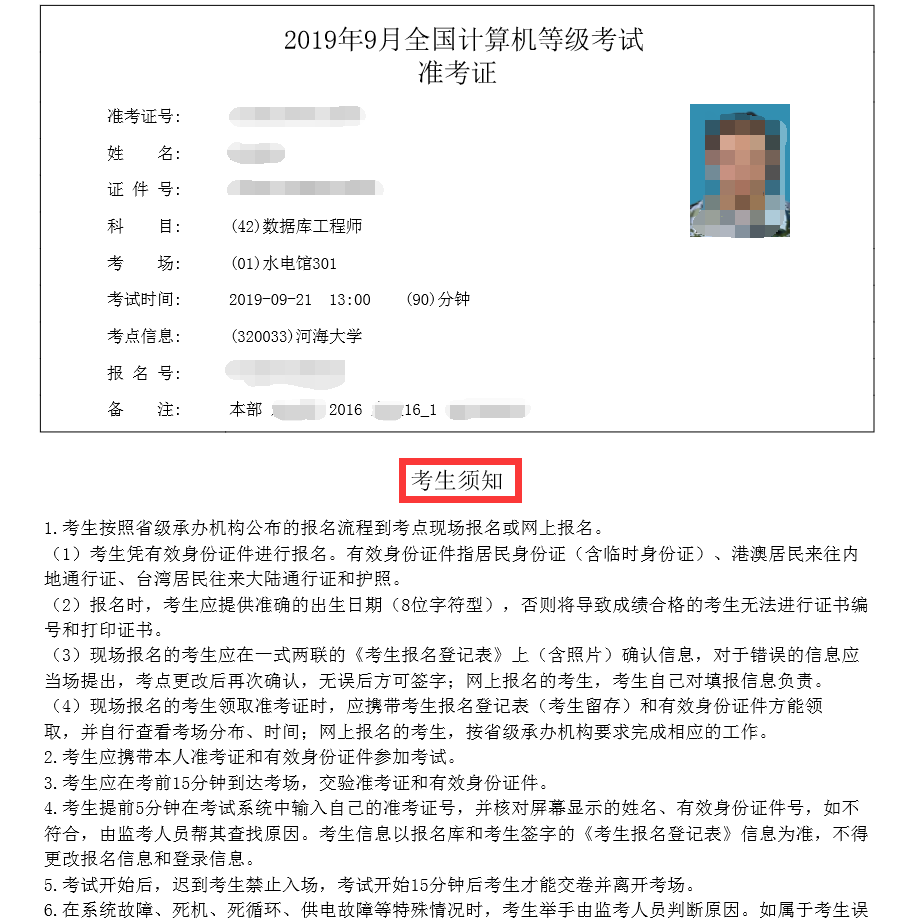 2019年9月全国计算机等级考试
准考证
准考证号:
姓 名:
证 件 号:
科 目: (42)数据库工程师
考 场: (01)水电馆301
考试时间: 2019-09-21 13:00 (90)分钟
考点信息: (320033)河海大学
报 名 号:
备 注: 本部 2016 16_1
考生须知
1.考生按照省级承办机构公布的报名流程到考点现场报名或网上报名。
（1）考生凭有效身份证件进行报名。有效身份证件指居民身份证（含临时身份证）、港澳居民来往内
地通行证、台湾居民往来大陆通行证和护照。
（2）报名时，考生应提供准确的出生日期（8位字符型），否则将导致成绩合格的考生无法进行证书编
号和打印证书。
（3）现场报名的考生应在一式两联的《考生报名登记表》上（含照片）确认信息，对于错误的信息应
当场提出，考点更改后再次确认，无误后方可签字；网上报名的考生，考生自己对填报信息负责。
（4）现场报名的考生领取准考证时，应携带考生报名登记表（考生留存）和有效身份证件方能领
取，并自行查看考场分布、时间；网上报名的考生，按省级承办机构要求完成相应的工作。
2.考生应携带本人准考证和有效身份证件参加考试。
3.考生应在考前15分钟到达考场，交验准考证和有效身份证件。
4.考生提前5分钟在考试系统中输入自己的准考证号，并核对屏幕显示的姓名、有效身份证件号，如不
符合，由监考人员帮其查找原因。考生信息以报名库和考生签字的《考生报名登记表》信息为准，不得
更改报名信息和登录信息。
5.考试开始后，迟到考生禁止入场，考试开始15分钟后考生才能交卷并离开考场。
6.在系统故障、死机、死循环、供电故障等特殊情况时，考生举手由监考人员判断原因。如属于考生误